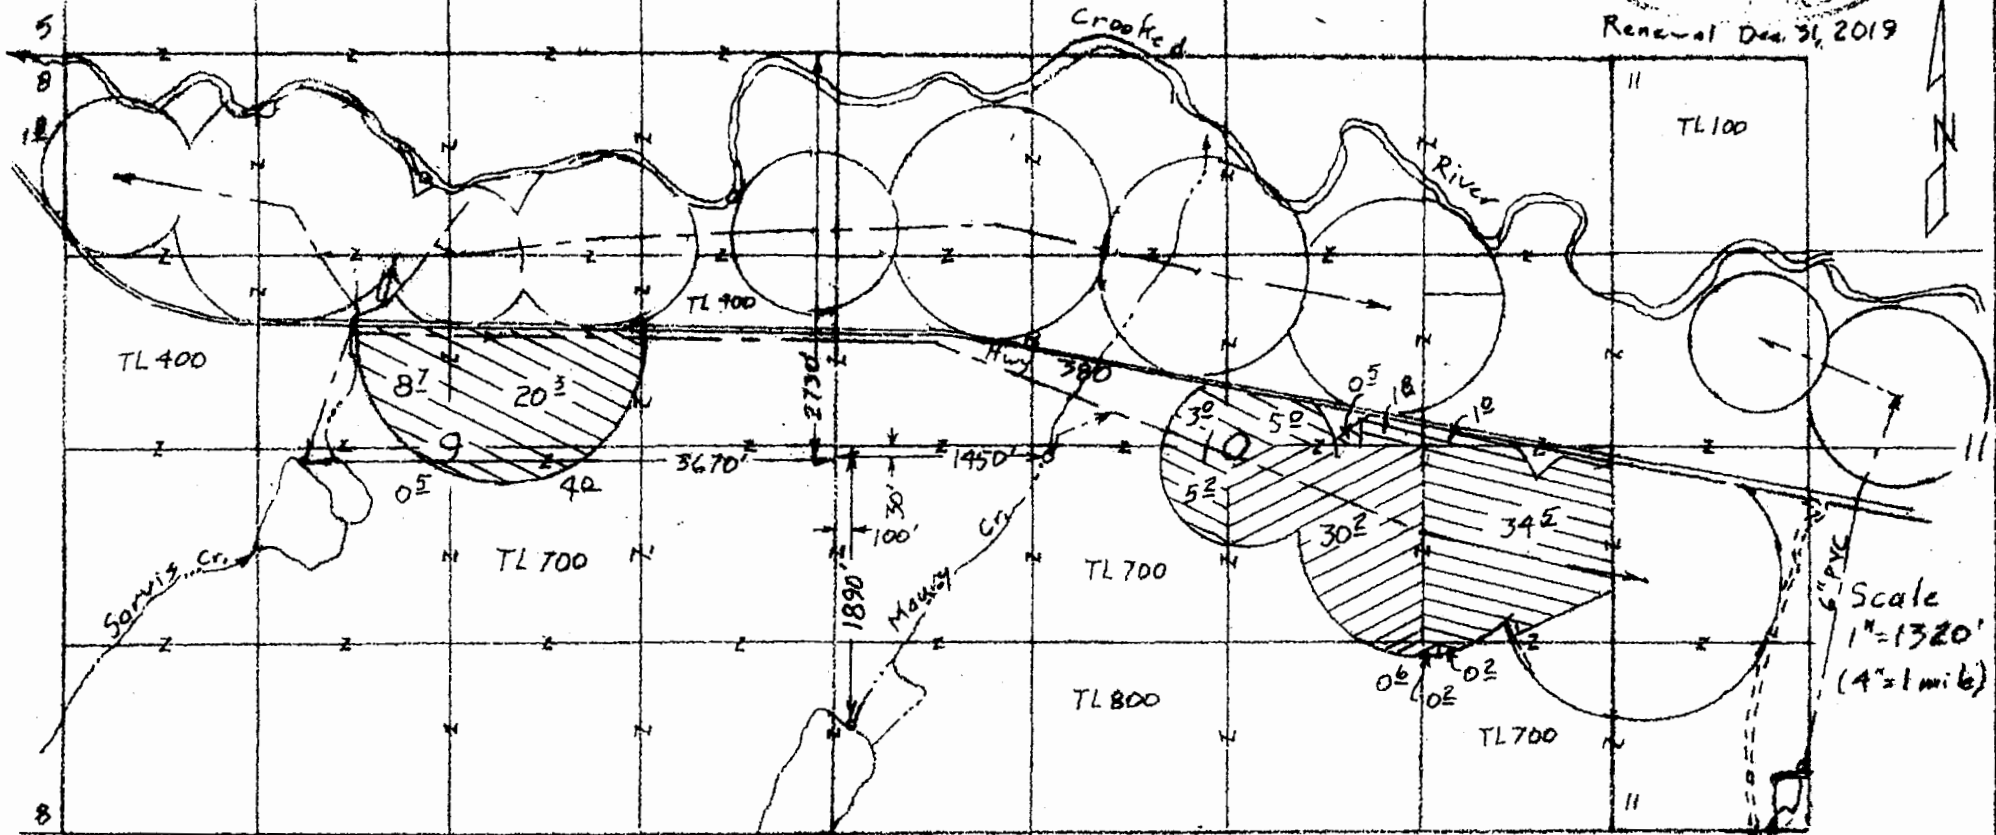 5
Crooked
Renewal Dec. 31, 2019
8
11
TL 100
N
River
TL 400
TL 400
Hwy 380
2730'
8 7
20 3
0 5
1 8
1 0
3 0
5 0
9
10
11
3670'
1450'
0 5
4 0
5 2
30'
100'
30 2
34 5
Cr.
Sarvis Cr.
TL 700
TL 700
1890'
Maury
6" PVC
Scale
1"=1320'
(4"=1 mile)
0 6
0 2
0 2
TL 800
TL 700
8
11